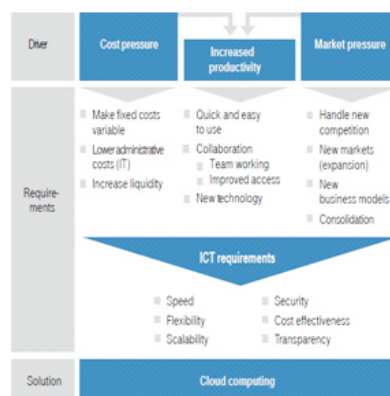 Driver
Cost pressure
Increased
productivity
Market pressure
Require-
ments
Make fixed costs
variable
Lower administrative
costs (IT)
Increase liquidity
Quick and easy
to use
Collaboration
Team working
Improved access
New technology
Handle new
competition
New markets
(expansion)
New
business models
Consolidation
ICT requirements
Speed
Flexibility
Scalability
Security
Cost effectiveness
Transparency
Solution
Cloud computing